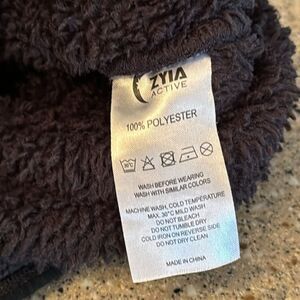 ZYIA
ACTIVE
100% POLYESTER
WASH BEFORE WEARING
WASH WITH SIMILAR COLORS
MACHINE WASH, COLD TEMPERATURE
MAX. 30°C MILD WASH
DO NOT BLEACH
DO NOT TUMBLE DRY
COLD IRON ON REVERSE SIDE
DO NOT DRY CLEAN
MADE IN CHINA